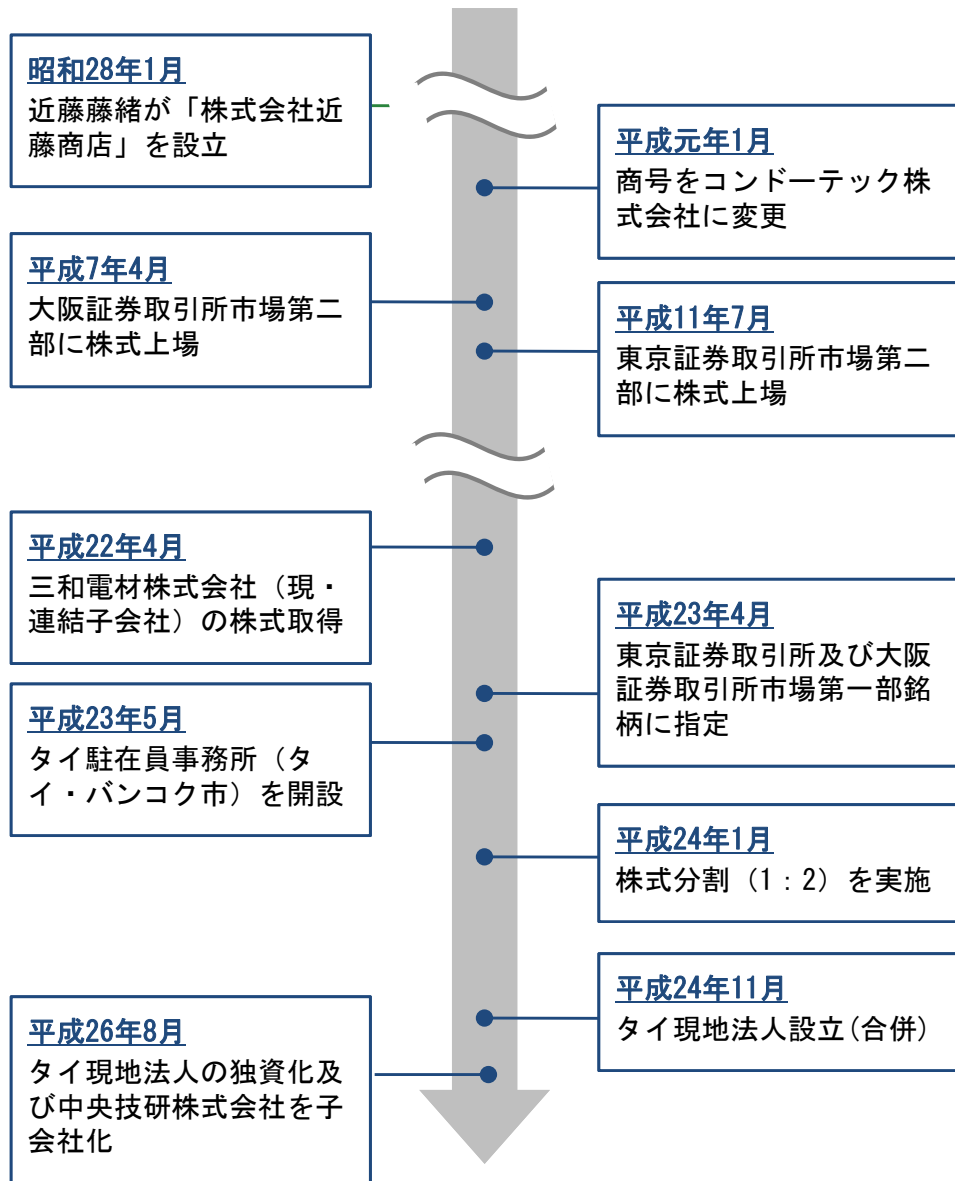 昭和28年1月
近藤藤緒が「株式会社近
藤商店」を設立
平成元年1月
商号をコンドーテック株
式会社に変更
平成7年4月
大阪証券取引所市場第二
部に株式上場
平成11年7月
東京証券取引所市場第二
部に株式上場
平成22年4月
三和電材株式会社（現・
連結子会社）の株式取得
平成23年4月
東京証券取引所及び大阪
証券取引所市場第一部銘
柄に指定
平成23年5月
タイ駐在員事務所（タ
イ・バンコク市）を開設
平成24年1月
株式分割（1：2）を実施
平成24年11月
タイ現地法人設立(合併)
平成26年8月
タイ現地法人の独資化及
び中央技研株式会社を子
会社化